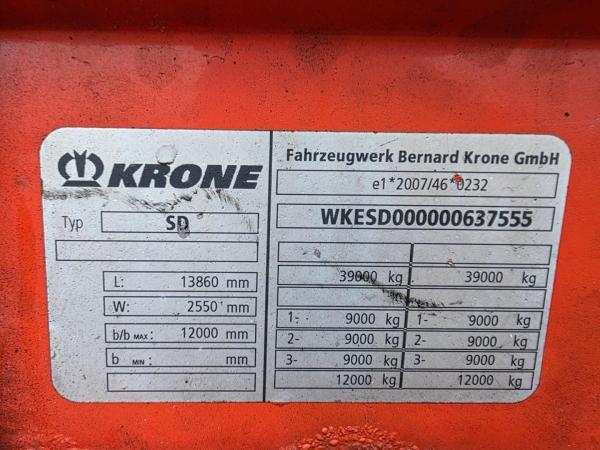 KRONE
Typ SD
L: 13860 mm
W: 2550 mm
b/b MAX: 12000 mm
b MIN: mm
Fahrzeugwerk Bernard Krone GmbH
e1*2007/46*0232
WKESD000000637555
39000 kg 39000 kg
1- 9000 kg 1- 9000 kg
2- 9000 kg 2- 9000 kg
3- 9000 kg 3- 9000 kg
12000 kg 12000 kg